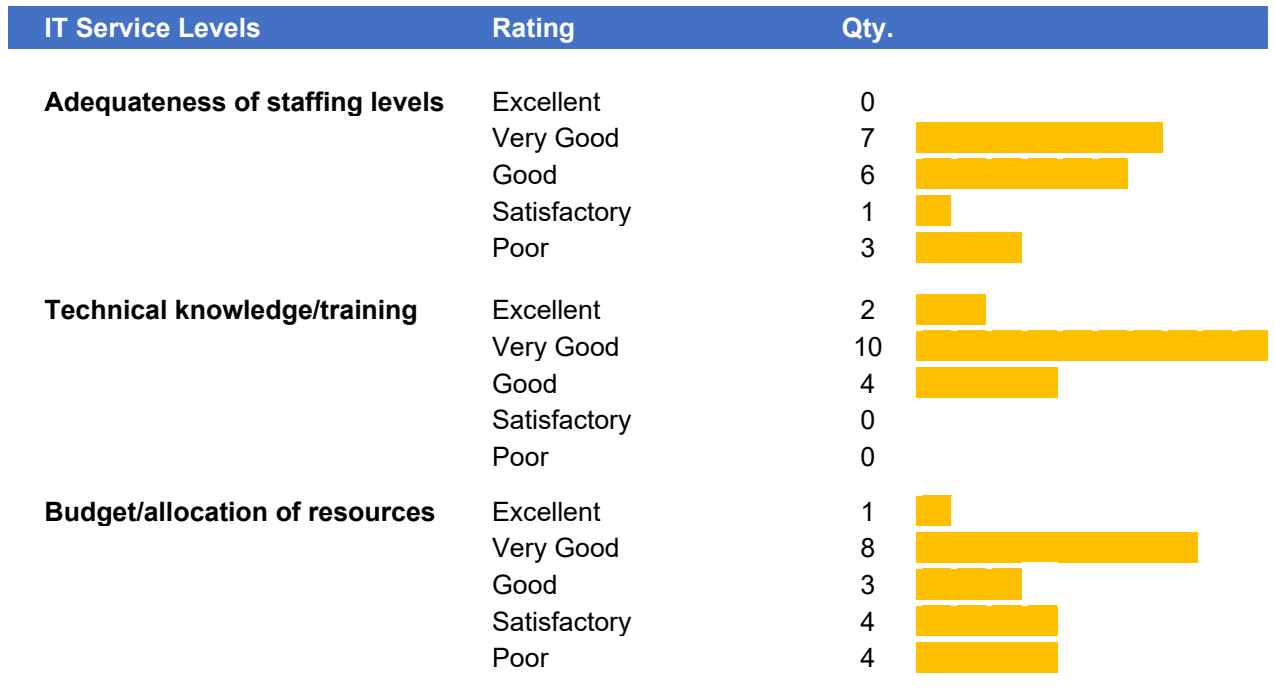 IT Service Levels Rating Qty.
Adequateness of staffing levels Excellent 0
Very Good 7
Good 6
Satisfactory 1
Poor 3
Technical knowledge/training Excellent 2
Very Good 10
Good 4
Satisfactory 0
Poor 0
Budget/allocation of resources Excellent 1
Very Good 8
Good 3
Satisfactory 4
Poor 4